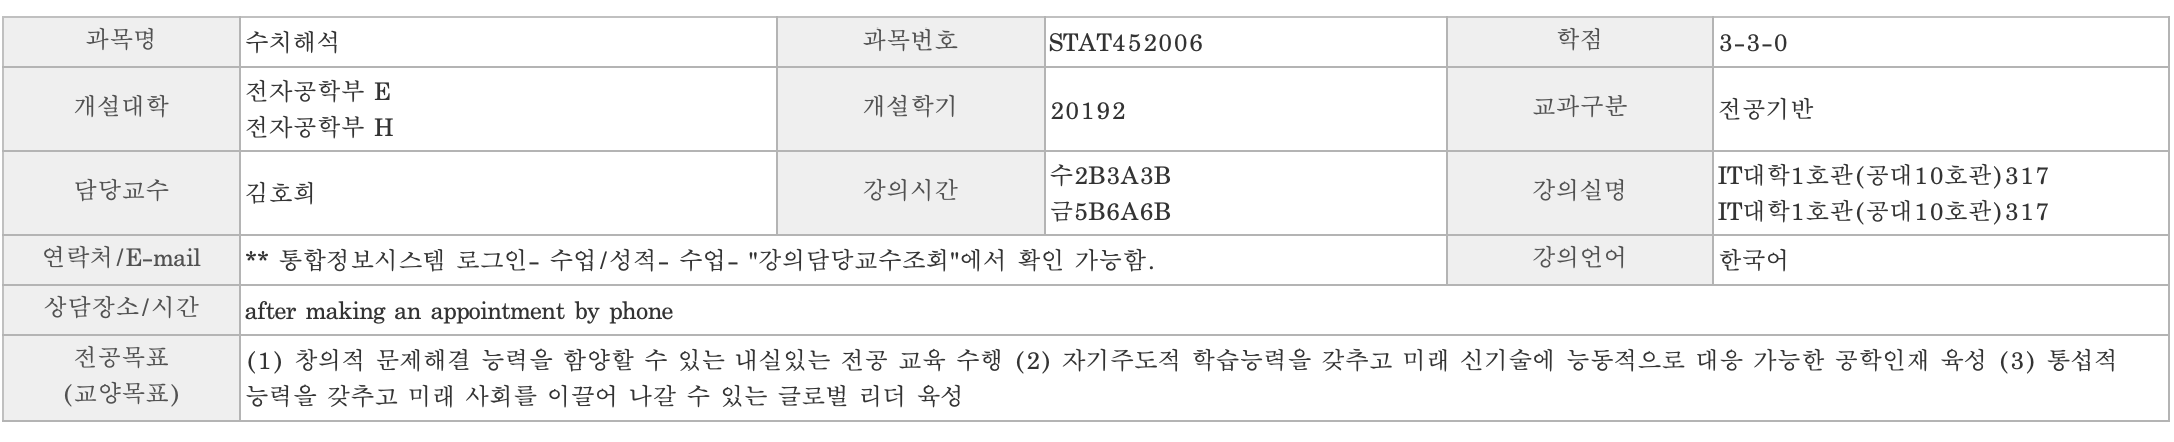 과목명 수치해석 과목번호 STAT452006 학점 3-3-0
개설대학 전자공학부 E 개설학기 20192 교과구분 전공기반
전자공학부 H
담당교수 김호희 강의시간 수2B3A3B 강의실명 IT대학1호관(공대10호관)317
금5B6A6B IT대학1호관(공대10호관)317
연락처/E-mail ** 통합정보시스템 로그인- 수업/성적- 수업- "강의담당교수조회"에서 확인 가능함. 강의언어 한국어
상담장소/시간 after making an appointment by phone
전공목표 (1) 창의적 문제해결 능력을 함양할 수 있는 내실있는 전공 교육 수행 (2) 자기주도적 학습능력을 갖추고 미래 신기술에 능동적으로 대응 가능한 공학인재 육성 (3) 통섭적
(교양목표) 능력을 갖추고 미래 사회를 이끌어 나갈 수 있는 글로벌 리더 육성